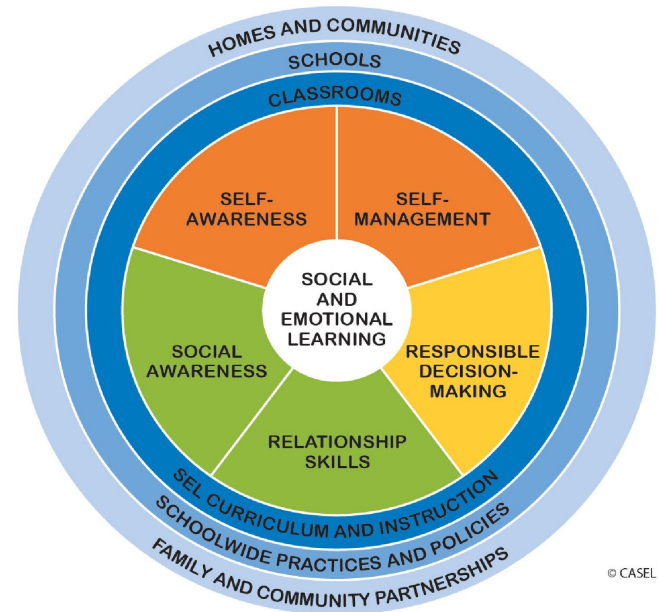 HOMES AND COMMUNITIES
SCHOOLS
CLASSROOMS
SELF-
AWARENESS
SELF-
MANAGEMENT
SOCIAL
AND
EMOTIONAL
LEARNING
SOCIAL
AWARENESS
RESPONSIBLE
DECISION-
MAKING
RELATIONSHIP
SKILLS
SEL CURRICULUM AND INSTRUCTION
SCHOOLWIDE PRACTICES AND POLICIES
FAMILY AND COMMUNITY PARTNERSHIPS
© CASEL